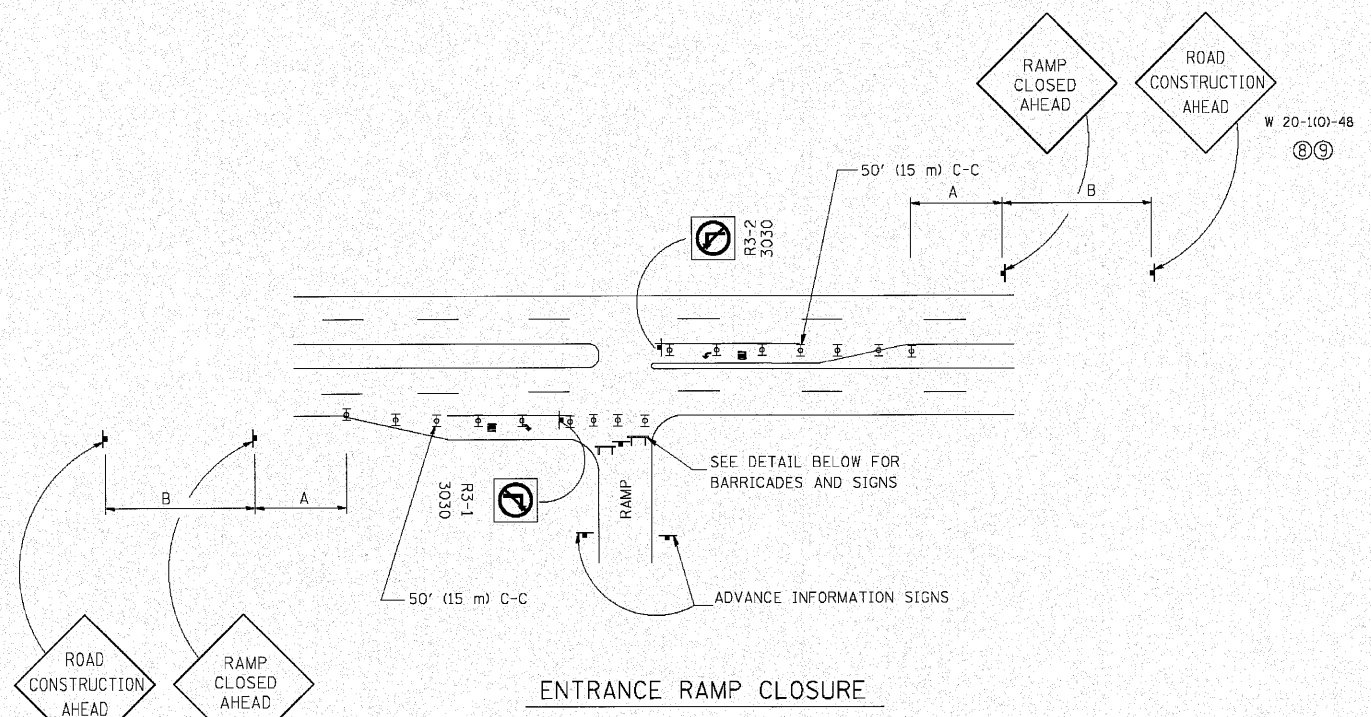 RAMP
CLOSED
AHEAD
ROAD
CONSTRUCTION
AHEAD
W 20-1(O)-48
⑧⑨
50' (15 m) C-C
A
B
R3-2
3030
SEE DETAIL BELOW FOR
BARRICADES AND SIGNS
B
A
R3-1
3030
RAMP
50' (15 m) C-C
ADVANCE INFORMATION SIGNS
ROAD
CONSTRUCTION
AHEAD
RAMP
CLOSED
AHEAD
ENTRANCE RAMP CLOSURE